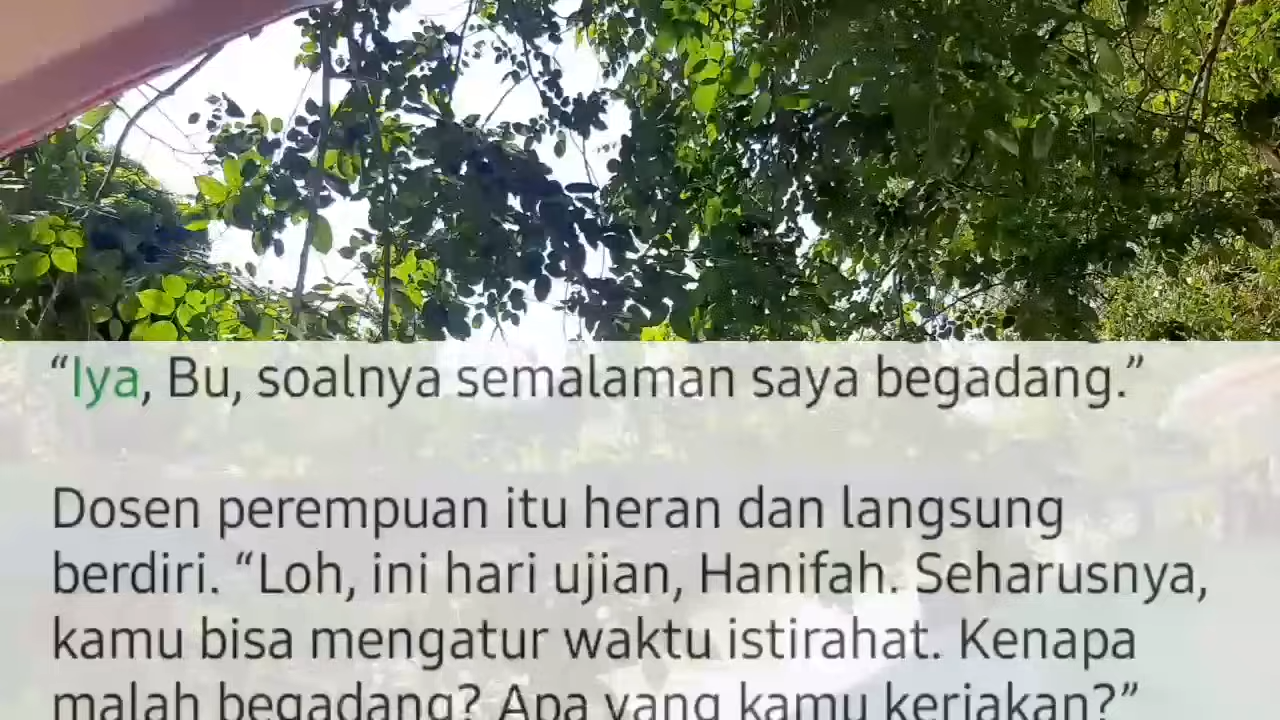 “Iya, Bu, soalnya semalaman saya begadang.”
Dosen perempuan itu heran dan langsung
berdiri. “Loh, ini hari ujian, Hanifah. Seharusnya,
kamu bisa mengatur waktu istirahat. Kenapa
malah begadang? Apa yang kamu kerjakan?”